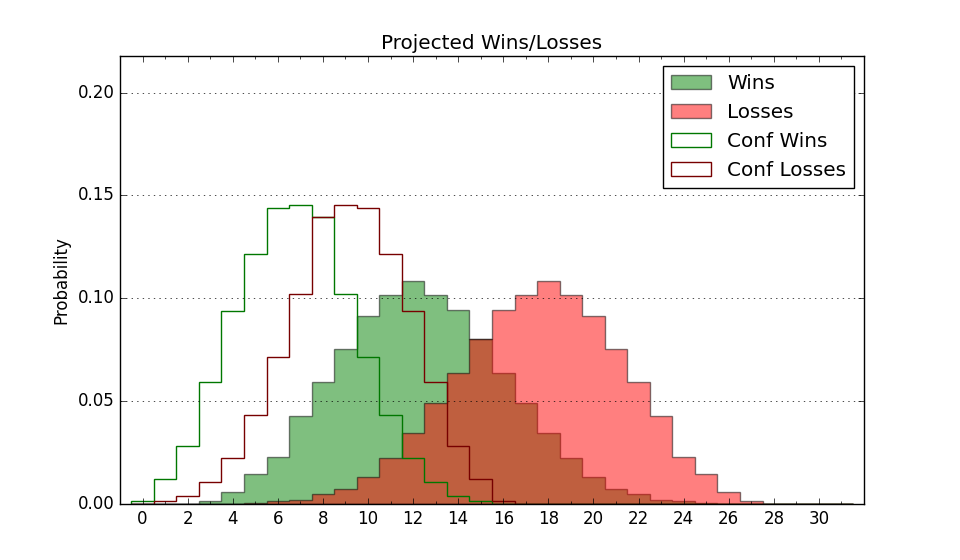 Projected Wins/Losses
Wins
Losses
Conf Wins
Conf Losses
Probability
0.20
0.15
0.10
0.05
0.00
0 2 4 6 8 10 12 14 16 18 20 22 24 26 28 30